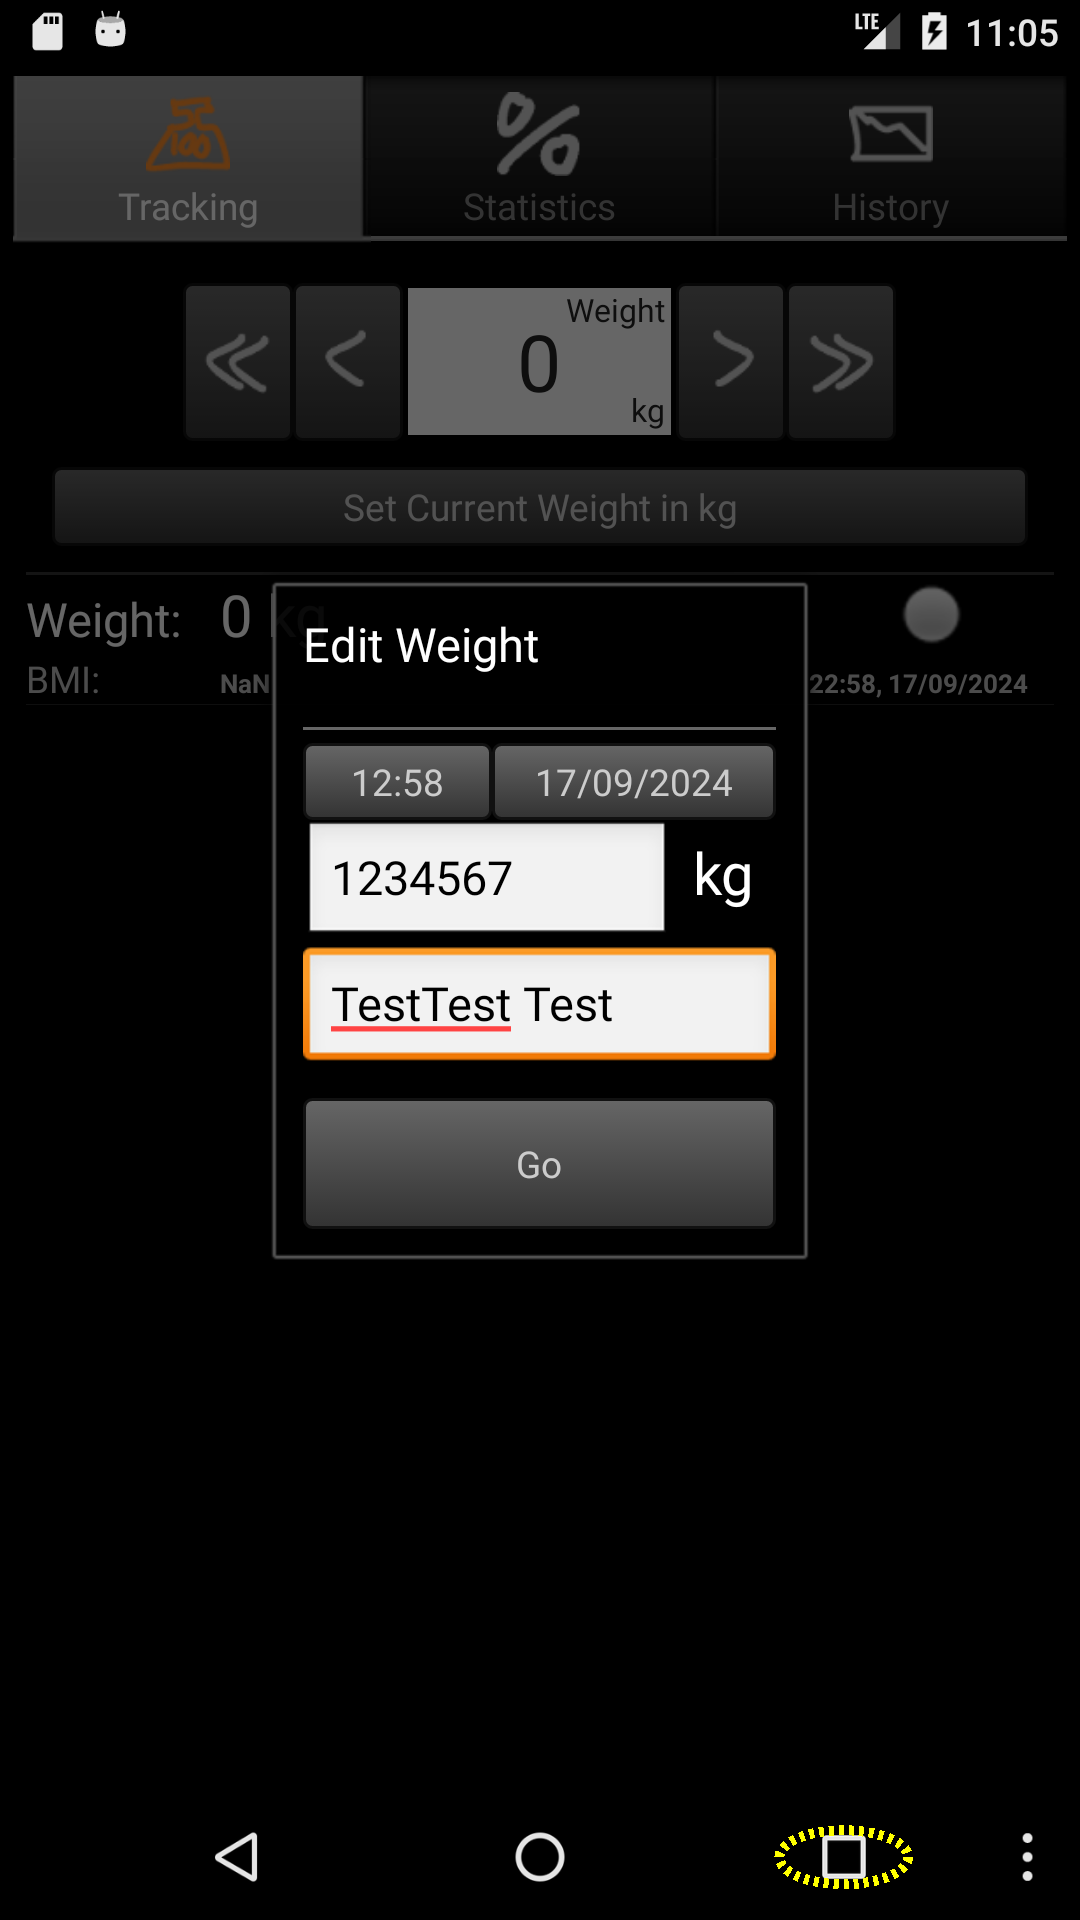 LTE 11:05
Tracking Statistics History
Weight
0
kg
Set Current Weight in kg
Weight: 0 kg
BMI: NaN 22:58, 17/09/2024
Edit Weight
12:58 17/09/2024
1234567 kg
TestTest Test
Go